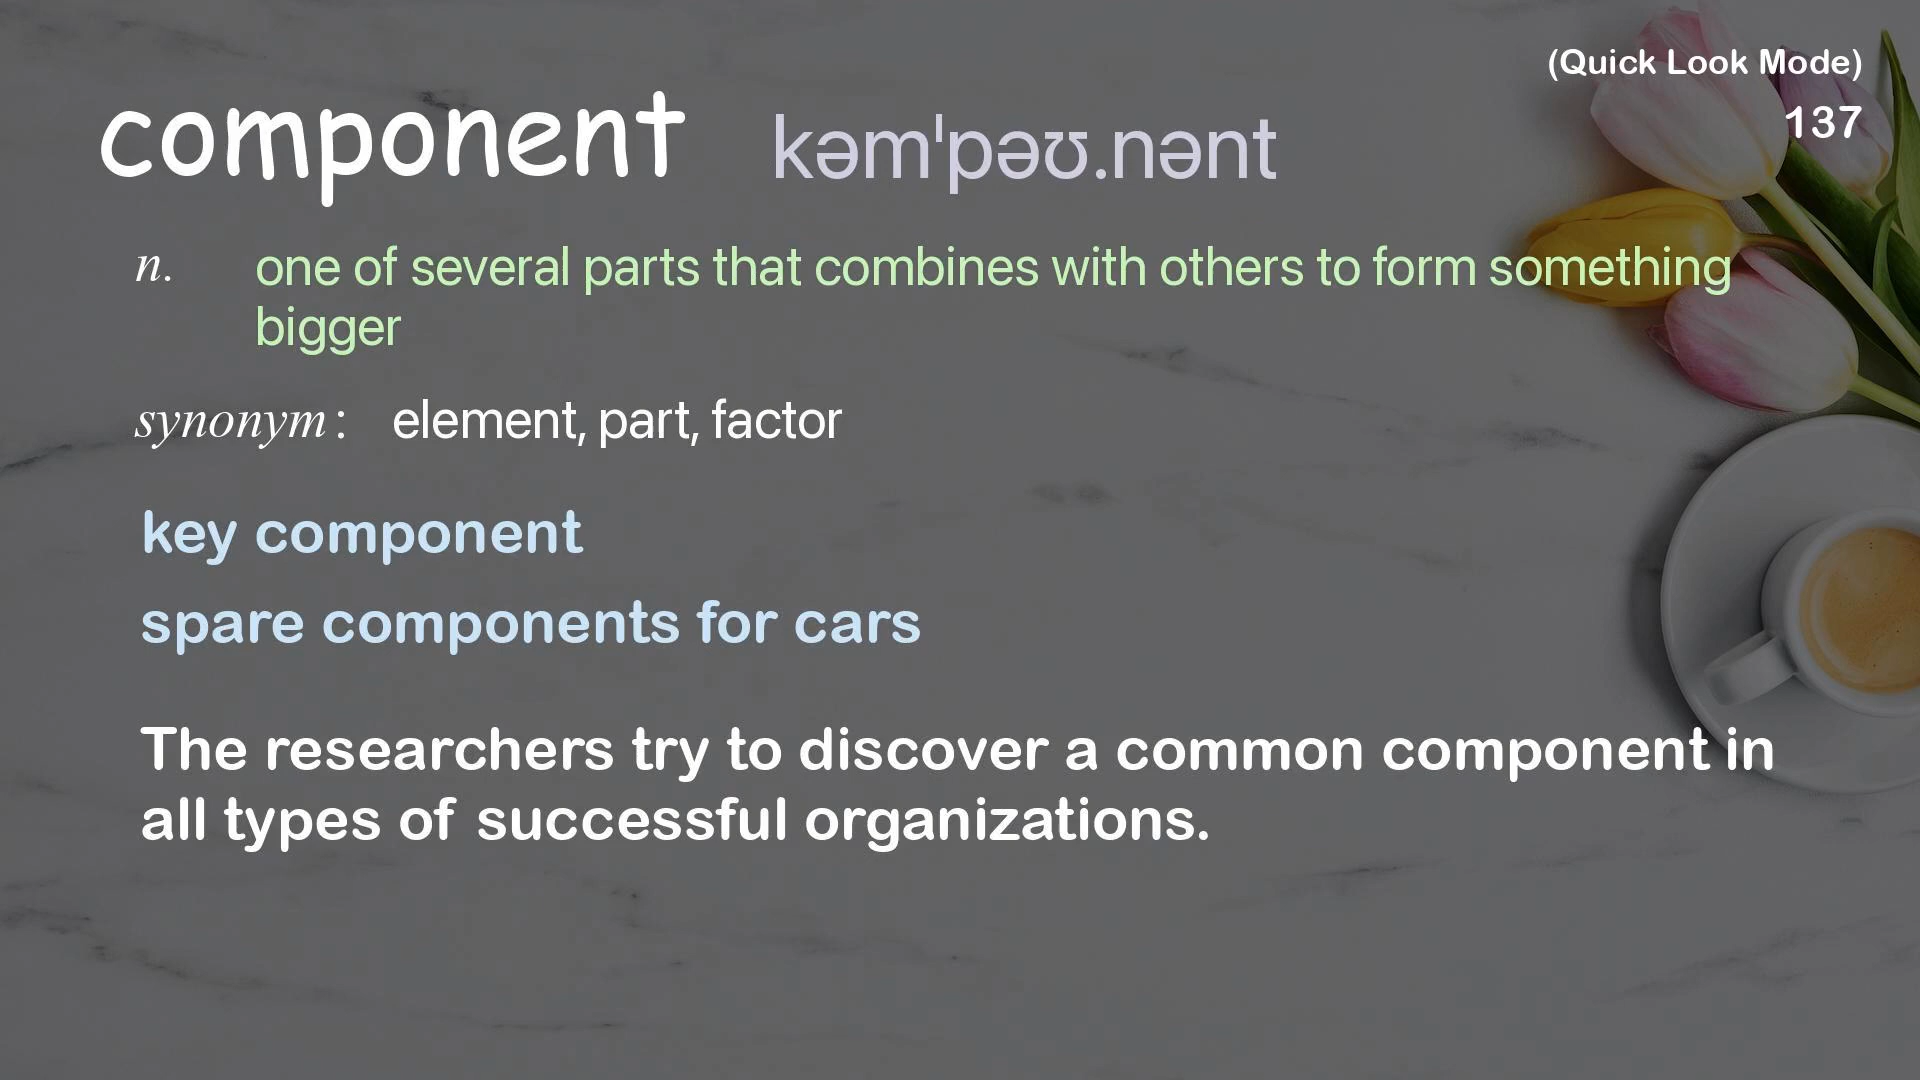 (Quick Look Mode)
137
component kəmˈpəʊ.nənt
n. one of several parts that combines with others to form something
bigger
synonym: element, part, factor
key component
spare components for cars
The researchers try to discover a common component in
all types of successful organizations.